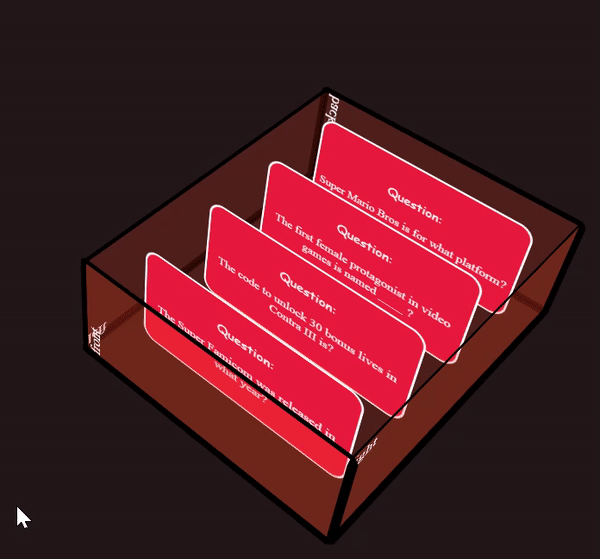 back
Question:
Super Mario Bros is for what platform?
Question:
The first female protagonist in video
games is named _____ ?
Question:
The code to unlock 30 bonus lives in
Contra III is?
Question:
The Super Famicom was released in
what year?
front
right